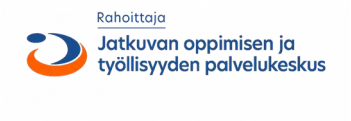 Rahoittaja
Jatkuvan oppimisen ja
työllisyyden palvelukeskus